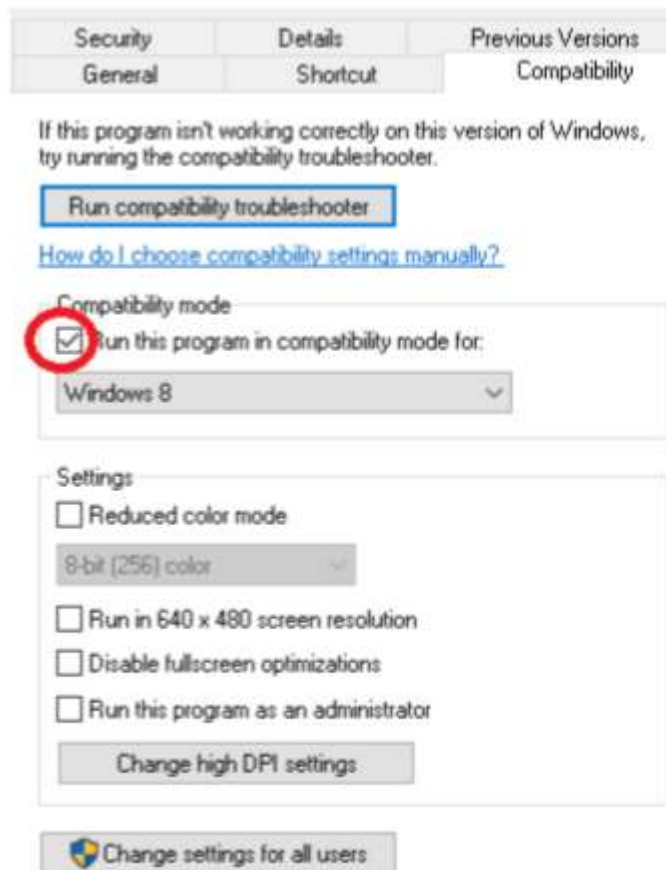 Security Details Previous Versions
General Shortcut Compatibility
If this program isn't working correctly on this version of Windows,
try running the compatibility troubleshooter.
Run compatibility troubleshooter
How do I choose compatibility settings manually?
Compatibility mode
Run this program in compatibility mode for:
Windows 8
Settings
Reduced color mode
8-bit (256) color
Run in 640 x 480 screen resolution
Disable fullscreen optimizations
Run this program as an administrator
Change high DPI settings
Change settings for all users